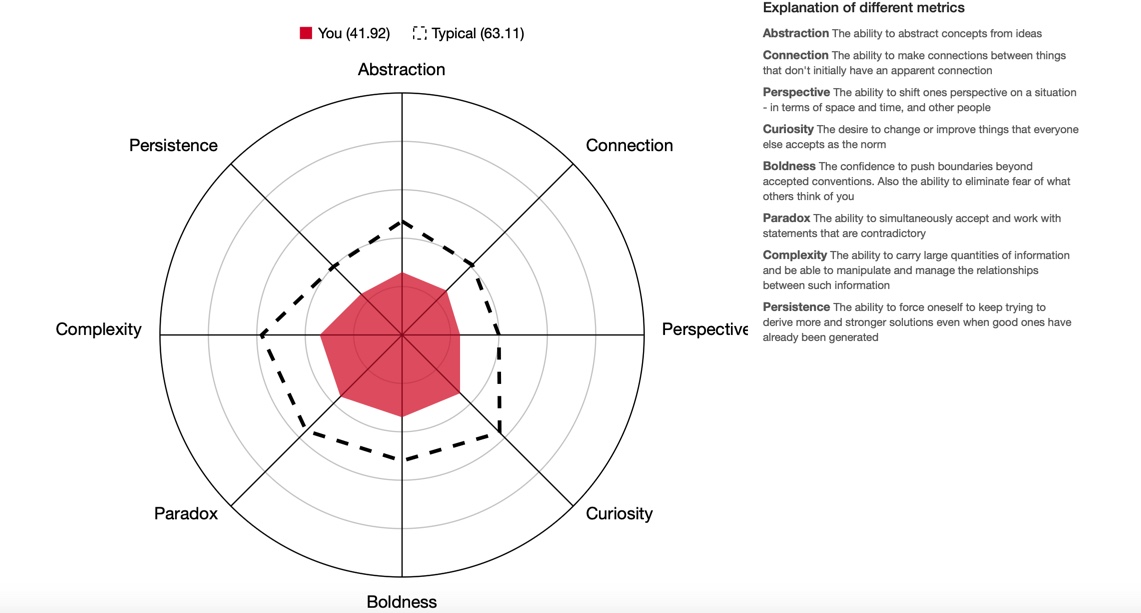 You (41.92)
Typical (63.11)
Abstraction
Persistence
Connection
Complexity
Perspective
Paradox
Curiosity
Boldness
Explanation of different metrics
Abstraction The ability to abstract concepts from ideas
Connection The ability to make connections between things
that don't initially have an apparent connection
Perspective The ability to shift ones perspective on a situation
- in terms of space and time, and other people
Curiosity The desire to change or improve things that everyone
else accepts as the norm
Boldness The confidence to push boundaries beyond
accepted conventions. Also the ability to eliminate fear of what
others think of you
Paradox The ability to simultaneously accept and work with
statements that are contradictory
Complexity The ability to carry large quantities of information
and be able to manipulate and manage the relationships
between such information
Persistence The ability to force oneself to keep trying to
derive more and stronger solutions even when good ones have
already been generated